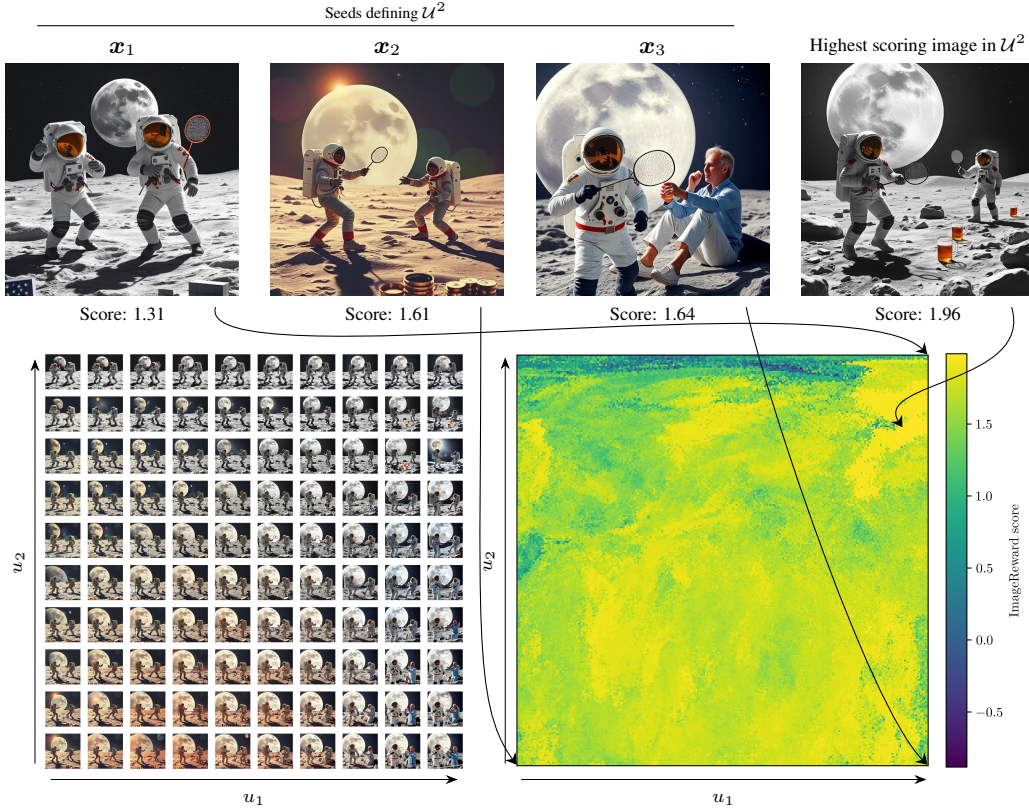 Seeds defining 𝒰²
𝒙₁
𝒙₂
𝒙₃
Highest scoring image in 𝒰²
Score: 1.31
Score: 1.61
Score: 1.64
Score: 1.96
u₂
u₁
u₂
u₁
1.5
1.0
0.5
0.0
−0.5
ImageReward score